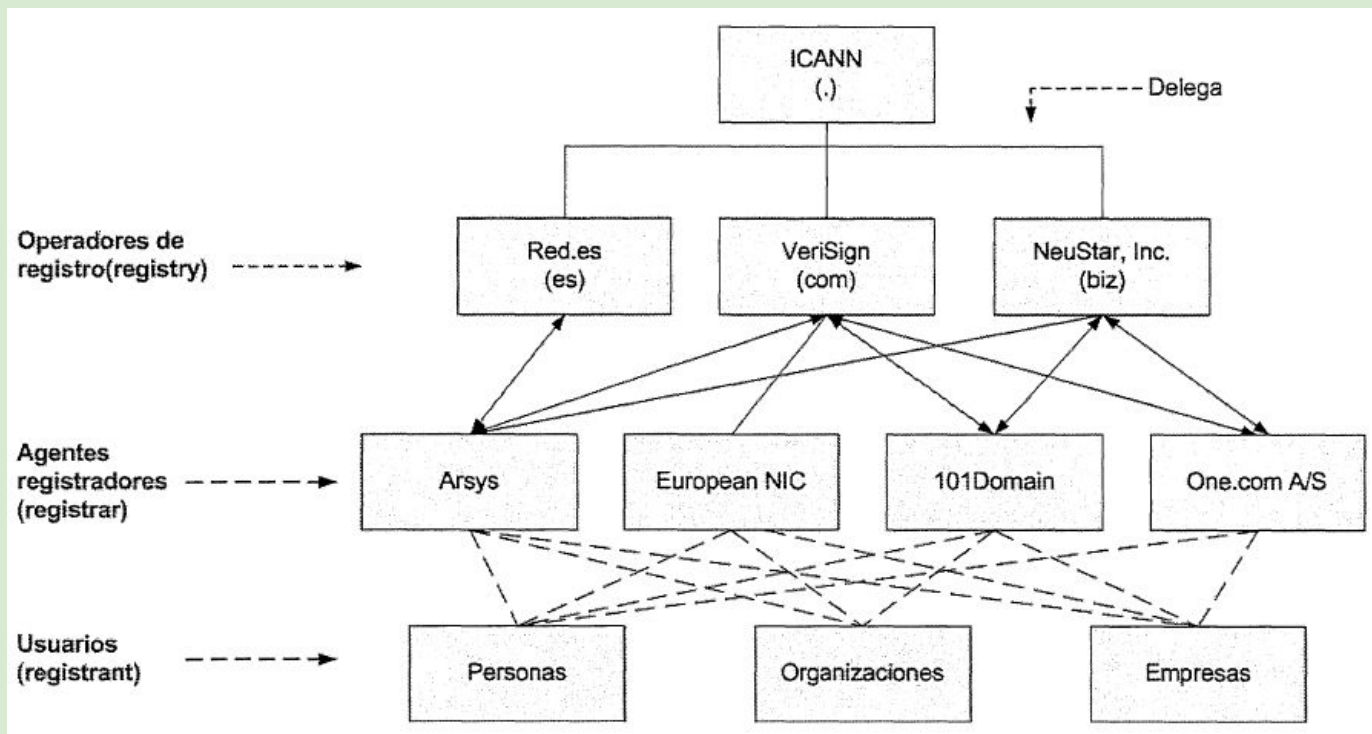 ICANN
(.)
Delega
Operadores de
registro(registry)
Red.es
(es)
VeriSign
(com)
NeuStar, Inc.
(biz)
Agentes
registradores
(registrar)
Arsys
European NIC
101Domain
One.com A/S
Usuarios
(registrant)
Personas
Organizaciones
Empresas